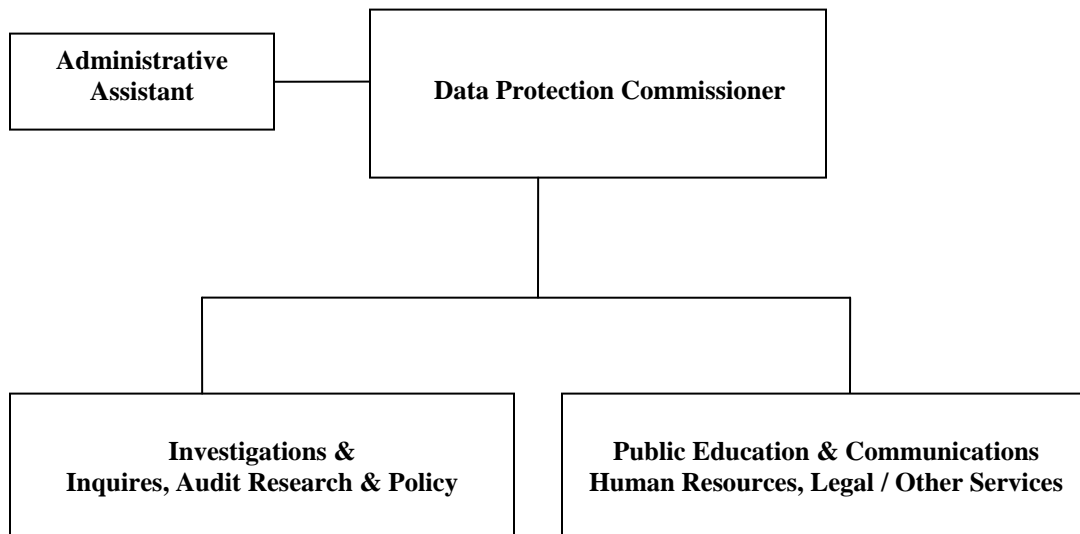 Administrative
Assistant
Data Protection Commissioner
Investigations &
Inquires, Audit Research & Policy
Public Education & Communications
Human Resources, Legal / Other Services